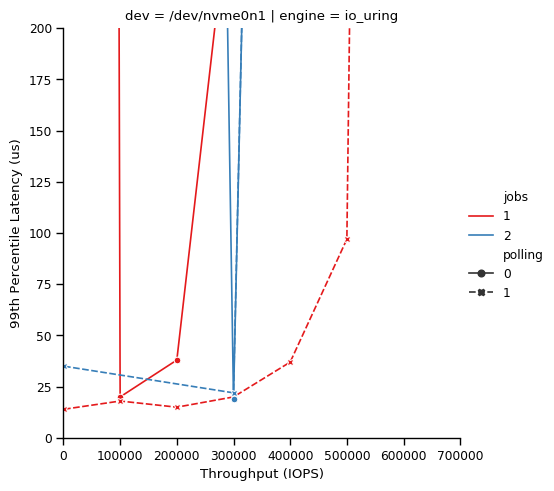 dev = /dev/nvme0n1 | engine = io_uring
200
175
150
125
100
75
50
25
0
99th Percentile Latency (us)
0 100000 200000 300000 400000 500000 600000 700000
Throughput (IOPS)
jobs
1
2
polling
0
1